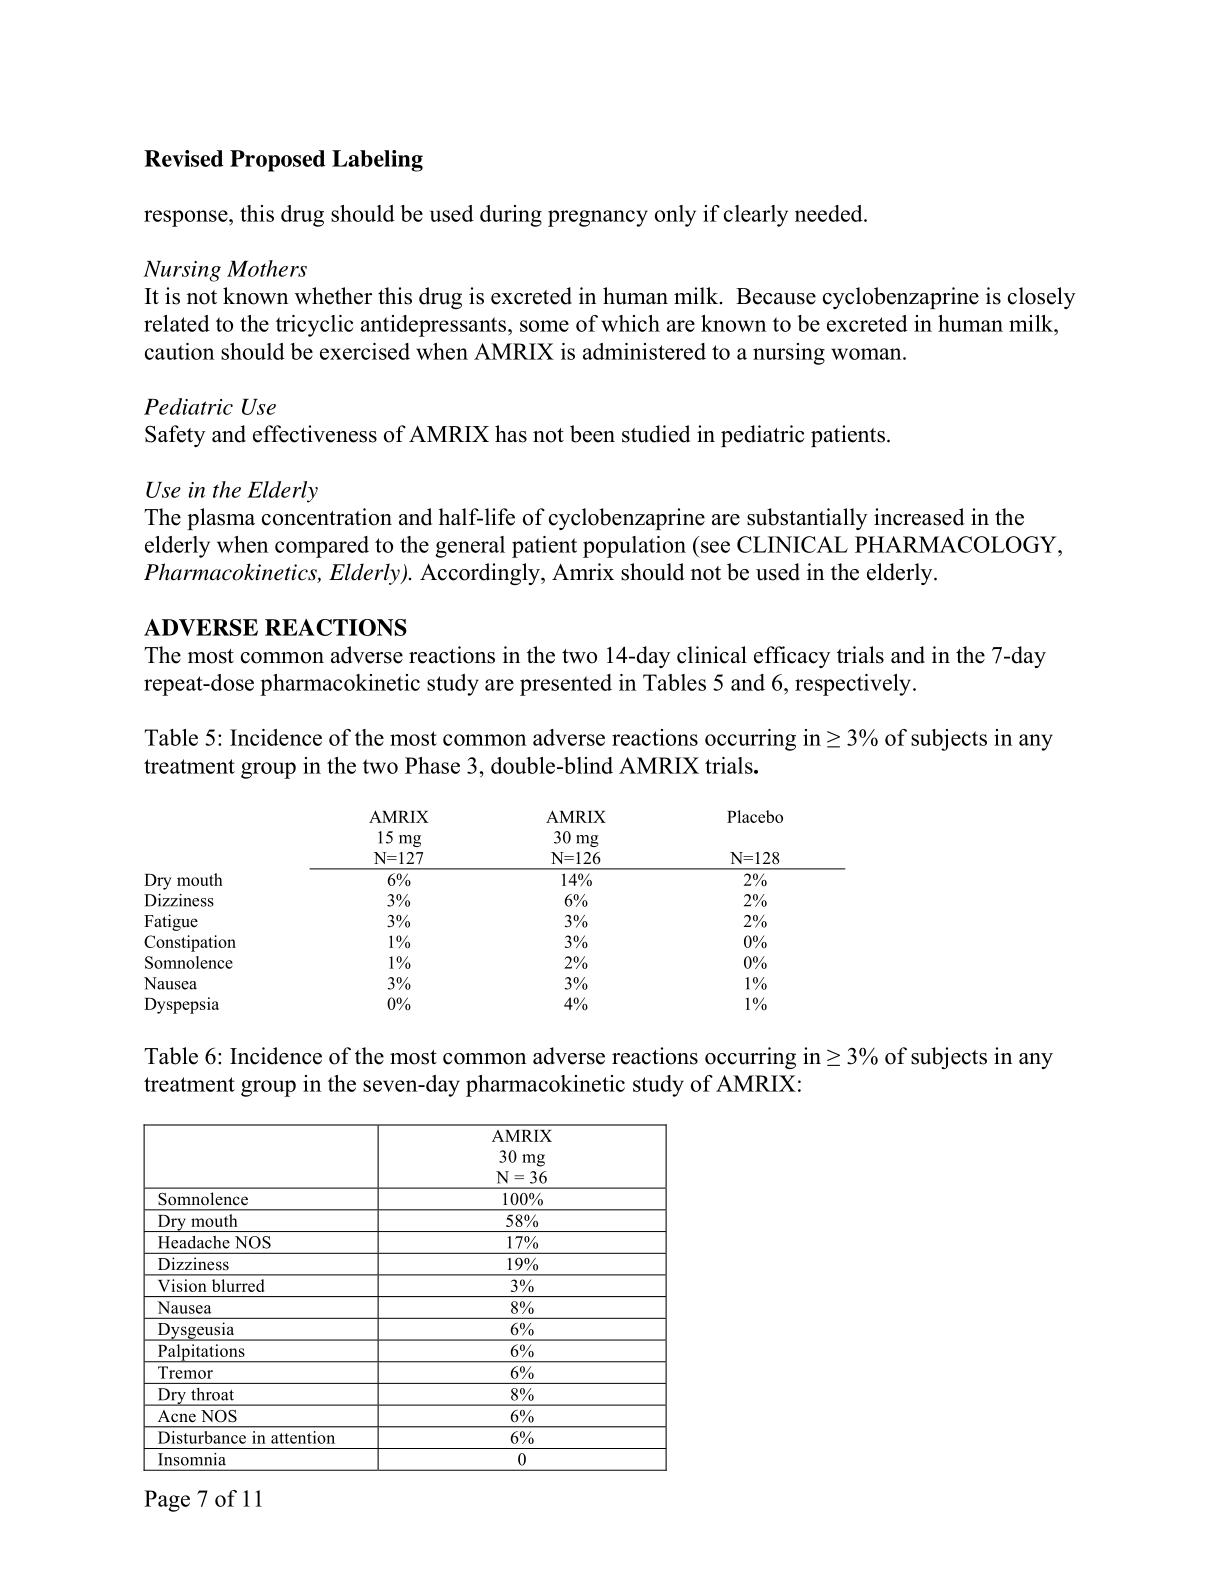 Revised Proposed Labeling
response, this drug should be used during pregnancy only if clearly needed.
Nursing Mothers
It is not known whether this drug is excreted in human milk.  Because cyclobenzaprine is closely
related to the tricyclic antidepressants, some of which are known to be excreted in human milk,
caution should be exercised when AMRIX is administered to a nursing woman.
Pediatric Use
Safety and effectiveness of AMRIX has not been studied in pediatric patients.
Use in the Elderly
The plasma concentration and half-life of cyclobenzaprine are substantially increased in the
elderly when compared to the general patient population (see CLINICAL PHARMACOLOGY,
Pharmacokinetics, Elderly). Accordingly, Amrix should not be used in the elderly.
ADVERSE REACTIONS
The most common adverse reactions in the two 14-day clinical efficacy trials and in the 7-day
repeat-dose pharmacokinetic study are presented in Tables 5 and 6, respectively.
Table 5: Incidence of the most common adverse reactions occurring in ≥ 3% of subjects in any
treatment group in the two Phase 3, double-blind AMRIX trials.
AMRIX AMRIX Placebo
15 mg 30 mg
N=127 N=126 N=128
Dry mouth 6% 14% 2%
Dizziness 3% 6% 2%
Fatigue 3% 3% 2%
Constipation 1% 3% 0%
Somnolence 1% 2% 0%
Nausea 3% 3% 1%
Dyspepsia 0% 4% 1%
Table 6: Incidence of the most common adverse reactions occurring in ≥ 3% of subjects in any
treatment group in the seven-day pharmacokinetic study of AMRIX:
AMRIX
30 mg
N = 36
Somnolence 100%
Dry mouth 58%
Headache NOS 17%
Dizziness 19%
Vision blurred 3%
Nausea 8%
Dysgeusia 6%
Palpitations 6%
Tremor 6%
Dry throat 8%
Acne NOS 6%
Disturbance in attention 6%
Insomnia 0
Page 7 of 11